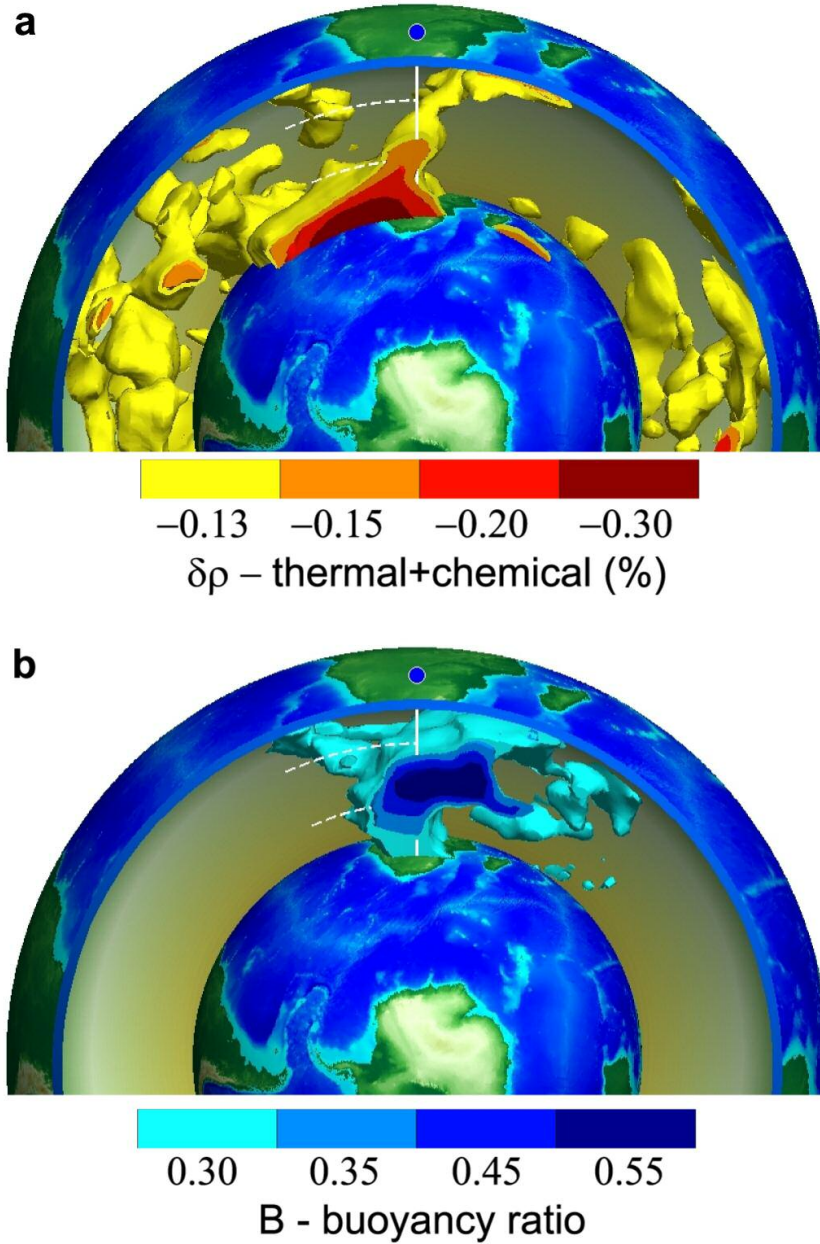 a
−0.13 −0.15 −0.20 −0.30
δρ – thermal+chemical (%)
b
0.30 0.35 0.45 0.55
B - buoyancy ratio